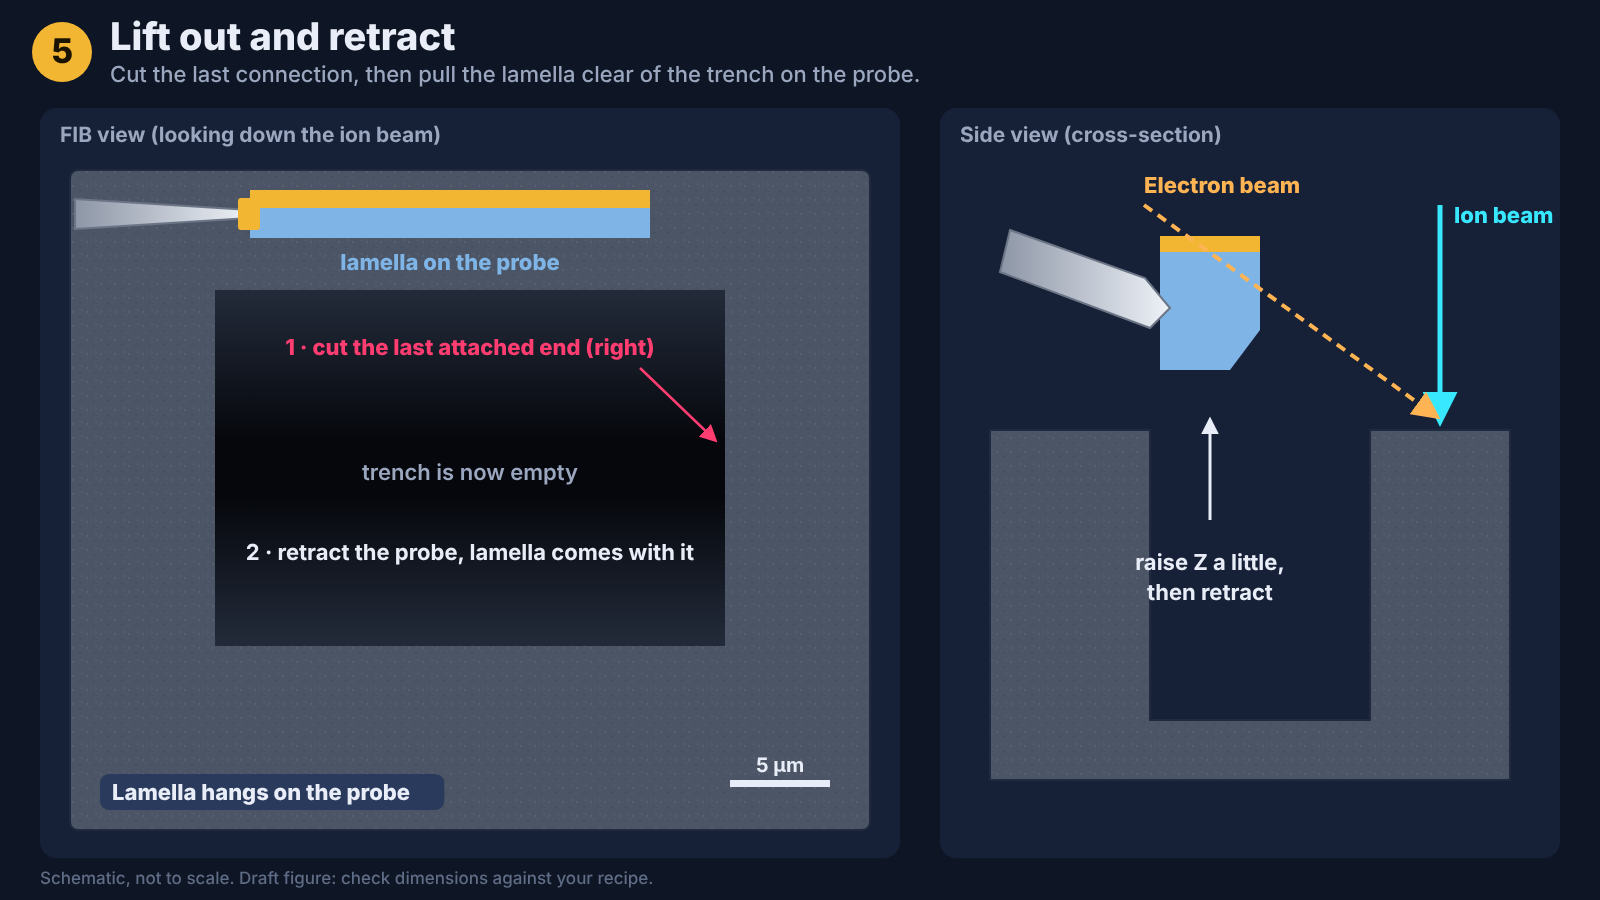 5
Lift out and retract
Cut the last connection, then pull the lamella clear of the trench on the probe.
FIB view (looking down the ion beam)
lamella on the probe
1 · cut the last attached end (right)
trench is now empty
2 · retract the probe, lamella comes with it
5 µm
Lamella hangs on the probe
Side view (cross-section)
Electron beam
Ion beam
raise Z a little,
then retract
Schematic, not to scale. Draft figure: check dimensions against your recipe.